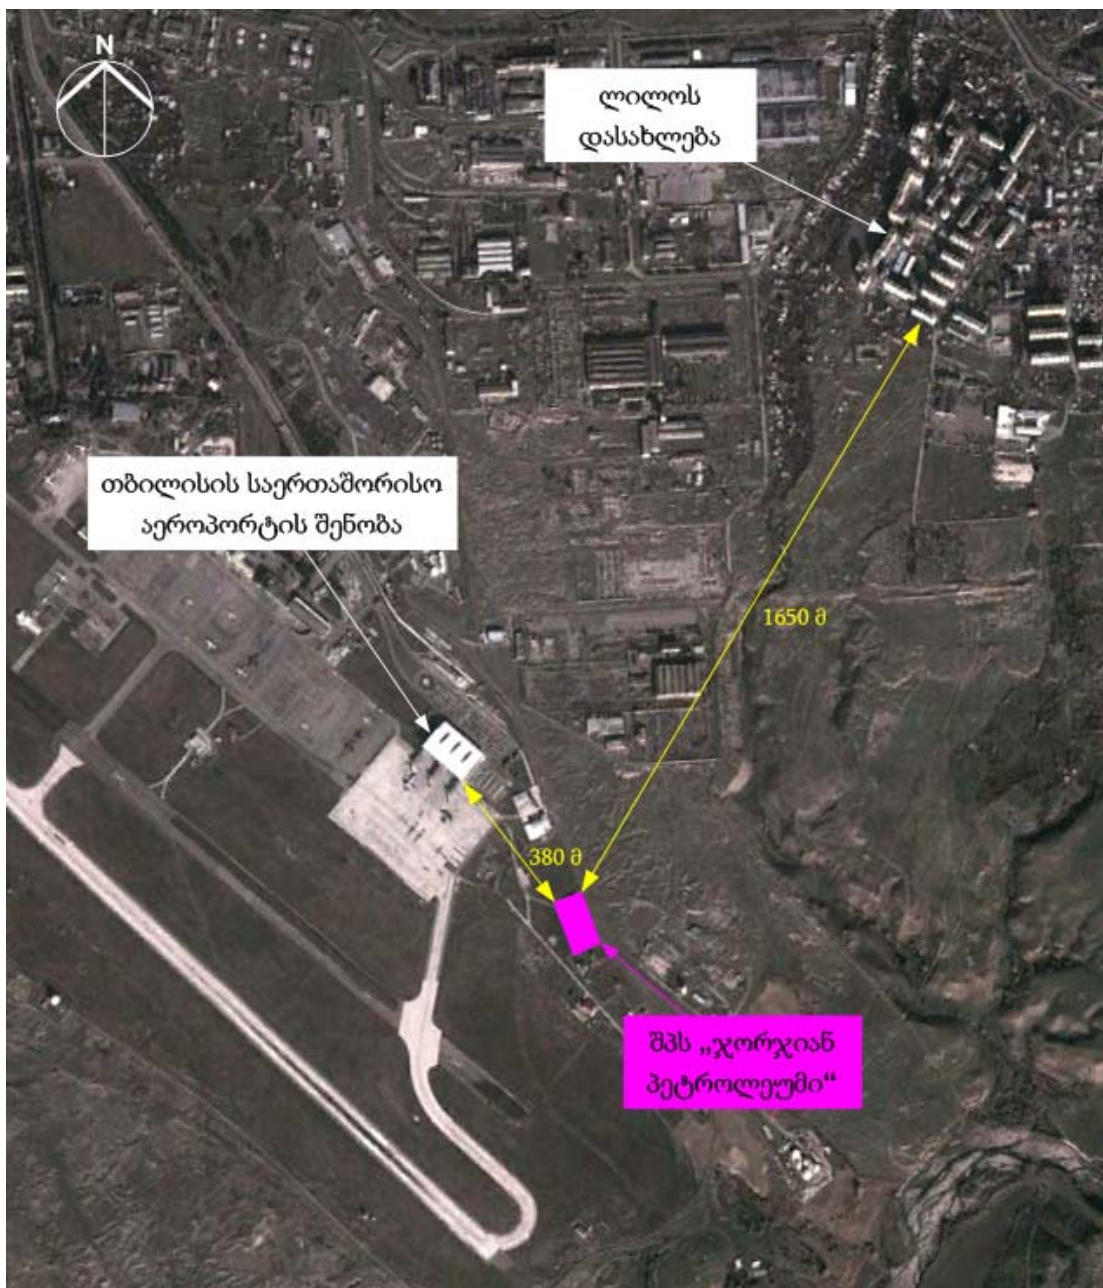 N
ლილოს
დასახლება
თბილისის საერთაშორისო
აეროპორტის შენობა
1650 მ
380 მ
შპს „ჯორჯიან
პეტროლეუმი“